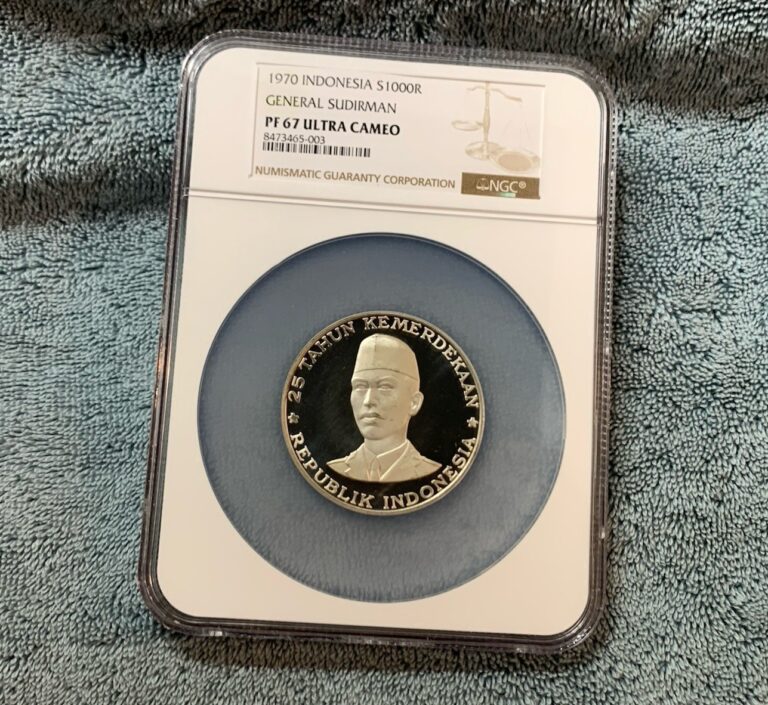 1970 INDONESIA S1000R
GENERAL SUDIRMAN
PF 67 ULTRA CAMEO
8473465-003
NUMISMATIC GUARANTY CORPORATION
NGC®
25 TAHUN KEMERDEKAAN
REPUBLIK INDONESIA